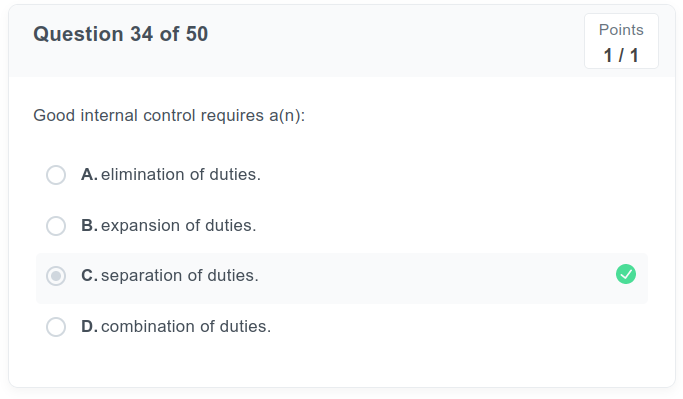 Question 34 of 50
Points
1 / 1
Good internal control requires a(n):
A. elimination of duties.
B. expansion of duties.
C. separation of duties.
D. combination of duties.